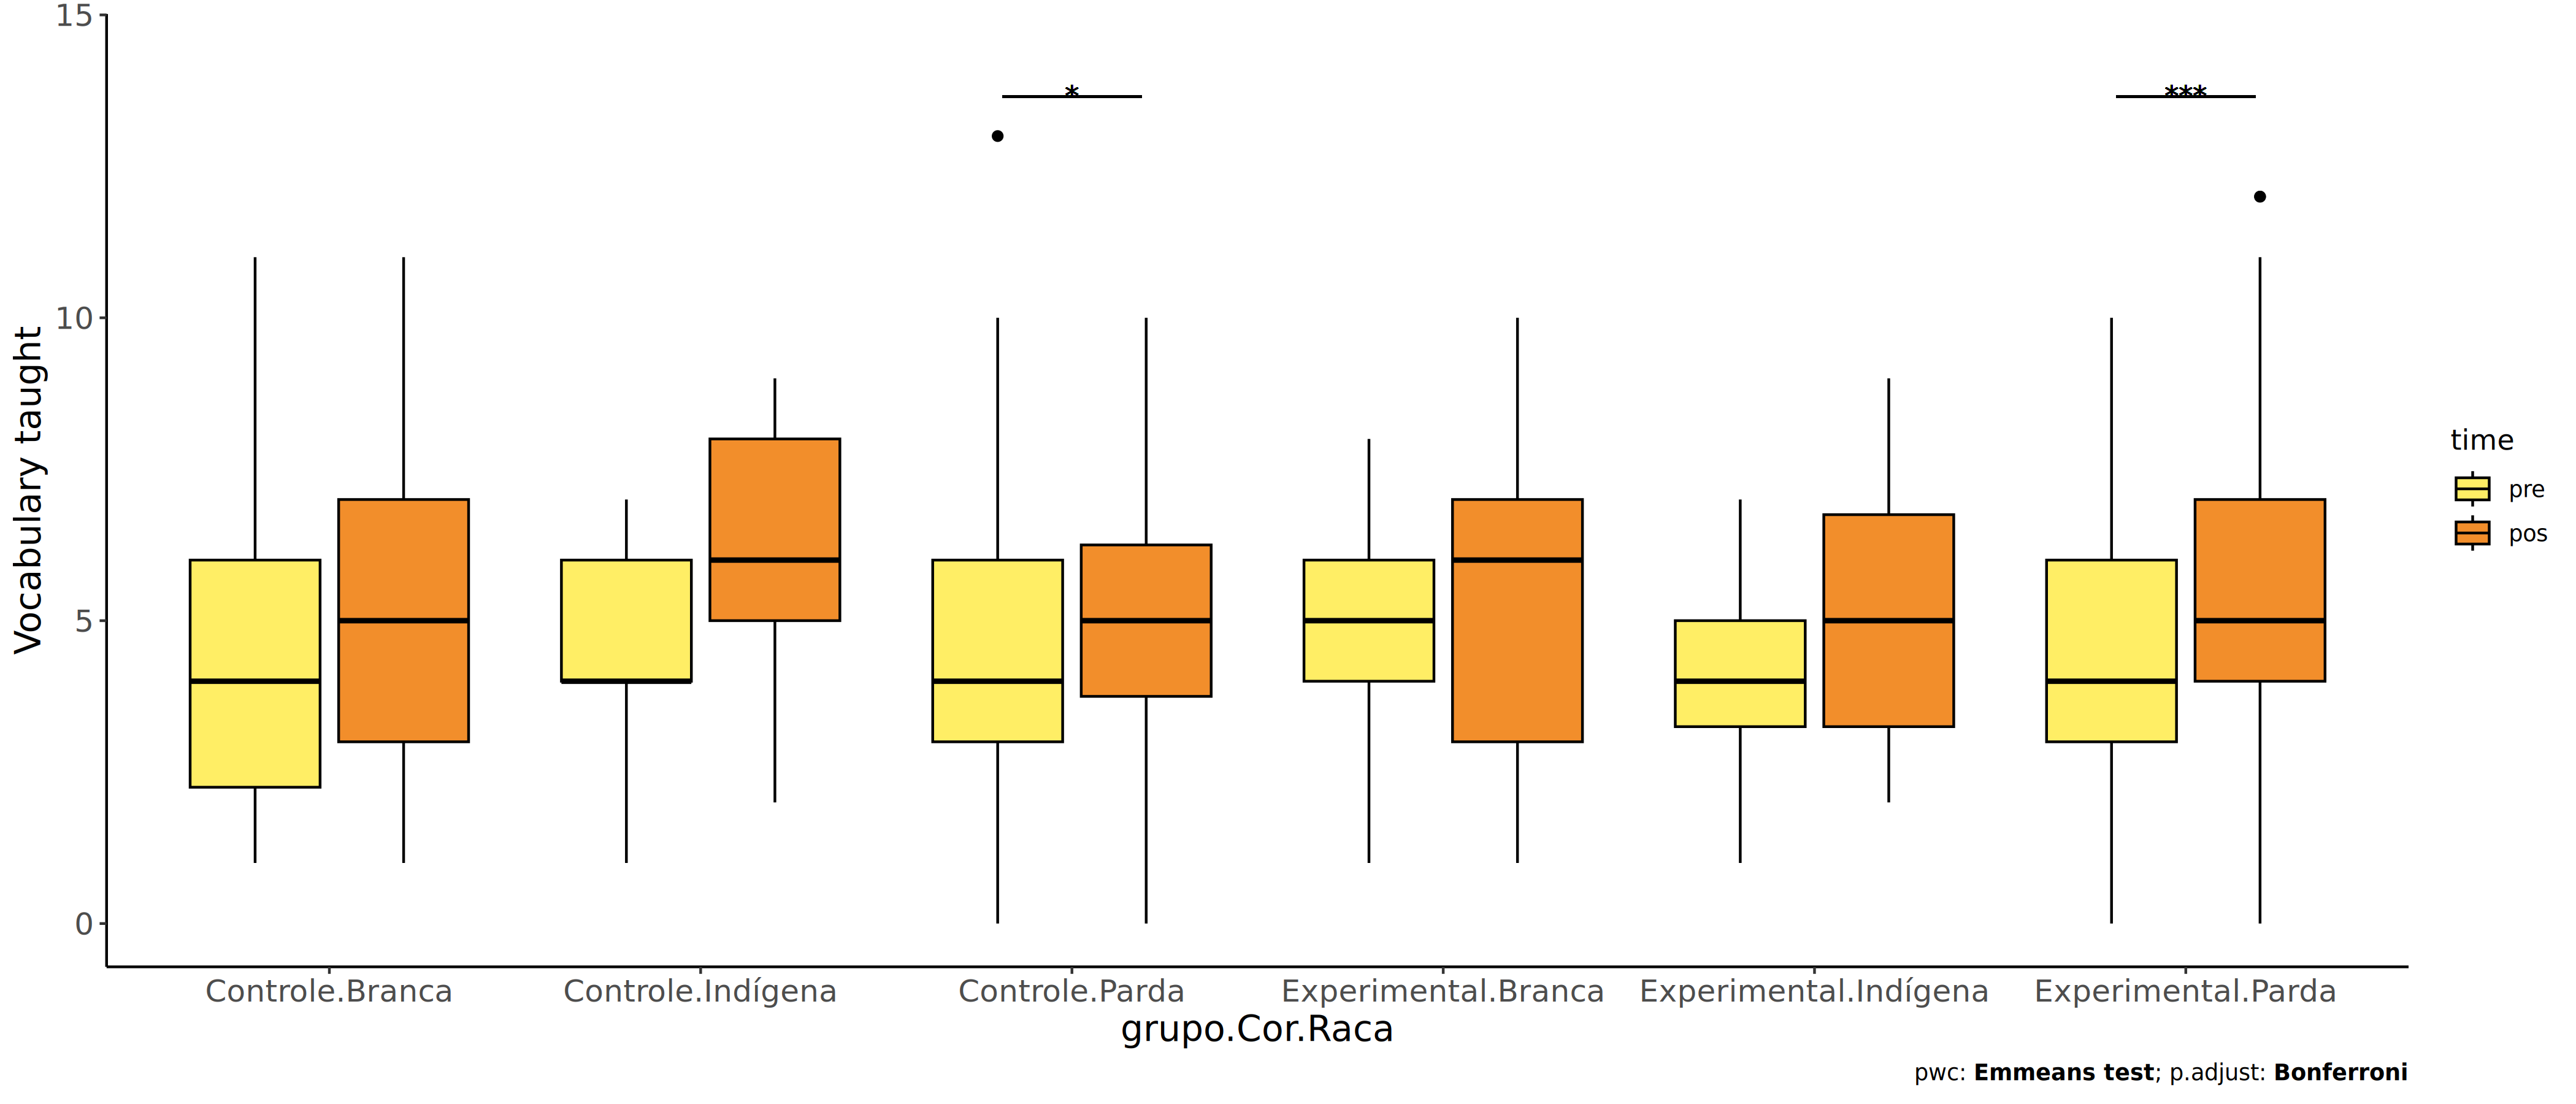 15
10
5
0
Vocabulary taught
*
***
Controle.Branca
Controle.Indígena
Controle.Parda
Experimental.Branca
Experimental.Indígena
Experimental.Parda
grupo.Cor.Raca
time
pre
pos
pwc: Emmeans test; p.adjust: Bonferroni